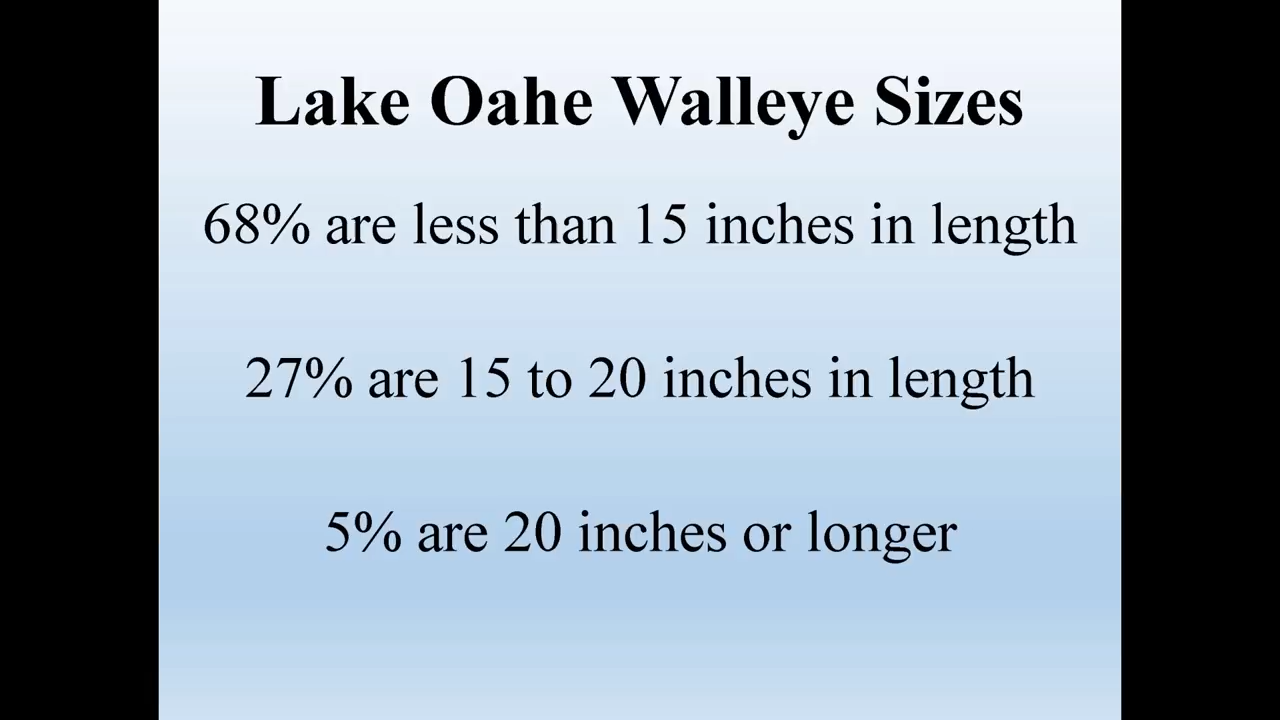 Lake Oahe Walleye Sizes
68% are less than 15 inches in length
27% are 15 to 20 inches in length
5% are 20 inches or longer